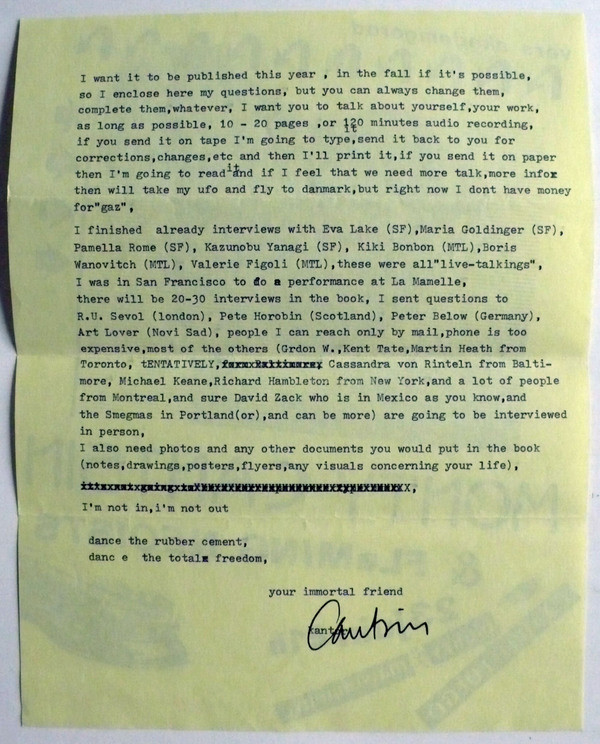 I want it to be published this year , in the fall if it's possible,
so I enclose here my questions, but you can always change them,
complete them,whatever, I want you to talk about yourself,your work,
as long as possible, 10 - 20 pages ,or 120 minutes audio recording,
if you send it on tape I'm going to type it,send it back to you for
corrections,changes,etc and then I'll print it,if you send it on paper
then I'm going to read it and if I feel that we need more talk,more info
then will take my ufo and fly to danmark,but right now I dont have money
for"gaz",
I finished already interviews with Eva Lake (SF),Maria Goldinger (SF),
Pamella Rome (SF), Kazunobu Yanagi (SF), Kiki Bonbon (MTL),Boris
Wanovitch (MTL), Valerie Figoli (MTL),these were all"live-talkings",
I was in San Francisco to do a performance at La Mamelle,
there will be 20-30 interviews in the book, I sent questions to
R.U. Sevol (london), Pete Horobin (Scotland), Peter Below (Germany),
Art Lover (Novi Sad), people I can reach only by mail,phone is too
expensive,most of the others (Grdon W.,Kent Tate,Martin Heath from
Toronto, tENTATIVELY, Cassandra von Rinteln from Balti-
more, Michael Keane,Richard Hambleton from New York,and a lot of people
from Montreal,and sure David Zack who is in Mexico as you know,and
the Smegmas in Portland(or),and can be more) are going to be interviewed
in person,
I also need photos and any other documents you would put in the book
(notes,drawings,posters,flyers,any visuals concerning your life),
I'm not in,i'm not out
dance the rubber cement,
danc e the total freedom,
your immortal friend